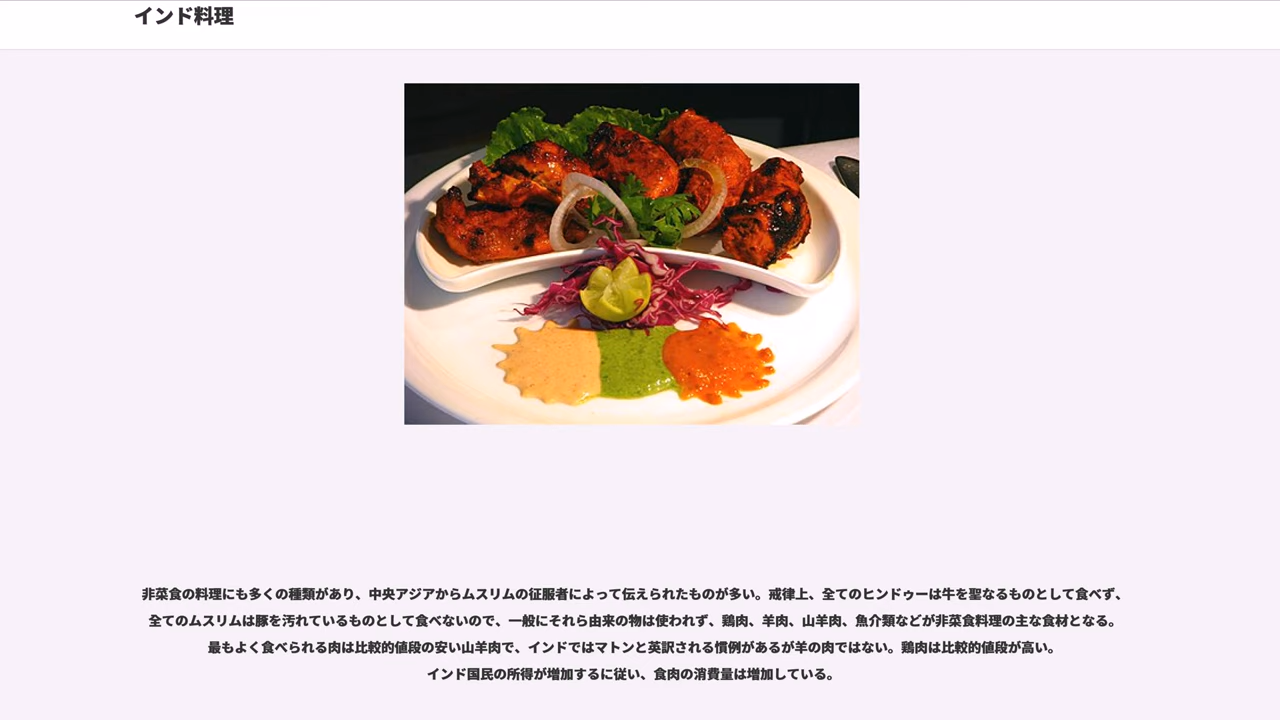 インド料理
非菜食の料理にも多くの種類があり、中央アジアからムスリムの征服者によって伝えられたものが多い。戒律上、全てのヒンドゥーは牛を聖なるものとして食べず、
全てのムスリムは豚を汚れているものとして食べないので、一般にそれら由来の物は使われず、鶏肉、羊肉、山羊肉、魚介類などが非菜食料理の主な食材となる。
最もよく食べられる肉は比較的値段の安い山羊肉で、インドではマトンと英訳される慣例があるが羊の肉ではない。鶏肉は比較的値段が高い。
インド国民の所得が増加するに従い、食肉の消費量は増加している。